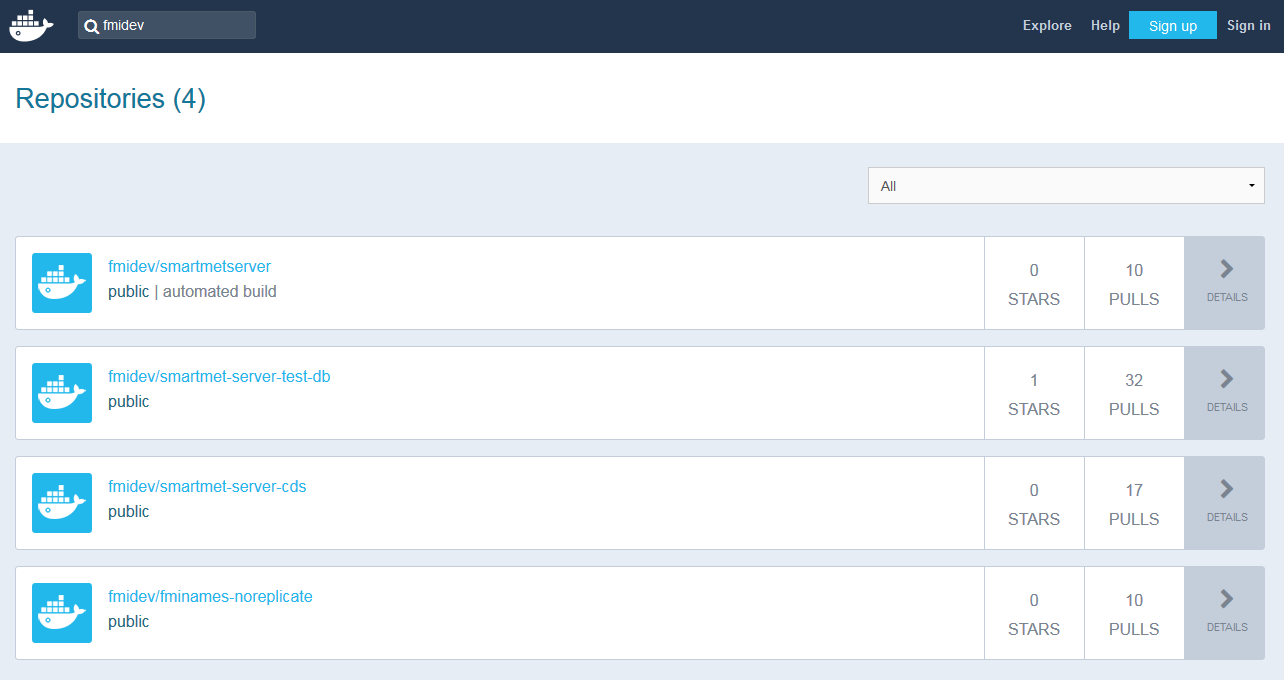 fmidev
Explore Help Sign up Sign in
Repositories (4)
All
fmidev/smartmetserver
public | automated build
0
STARS
10
PULLS
DETAILS
fmidev/smartmet-server-test-db
public
1
STARS
32
PULLS
DETAILS
fmidev/smartmet-server-cds
public
0
STARS
17
PULLS
DETAILS
fmidev/fminames-noreplicate
public
0
STARS
10
PULLS
DETAILS